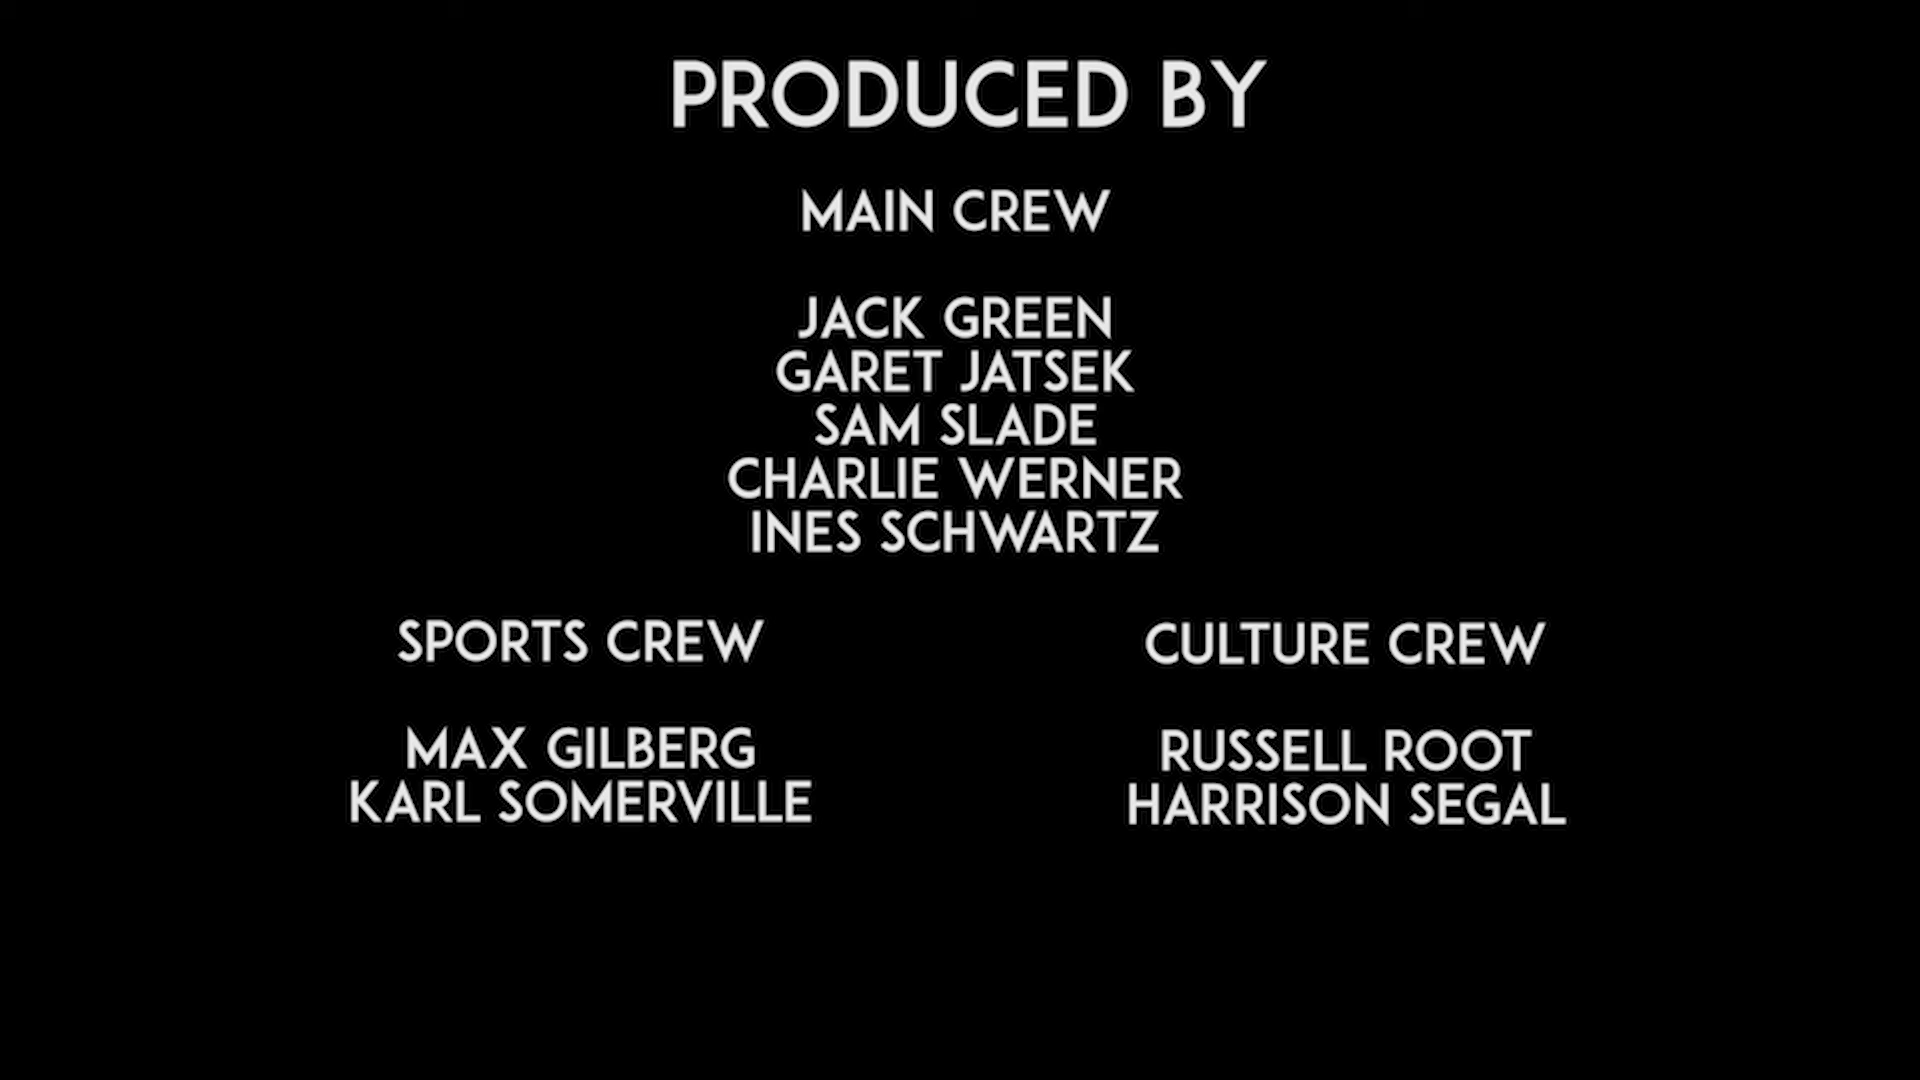 PRODUCED BY
MAIN CREW
JACK GREEN
GARET JATSEK
SAM SLADE
CHARLIE WERNER
INES SCHWARTZ
SPORTS CREW
MAX GILBERG
KARL SOMERVILLE
CULTURE CREW
RUSSELL ROOT
HARRISON SEGAL